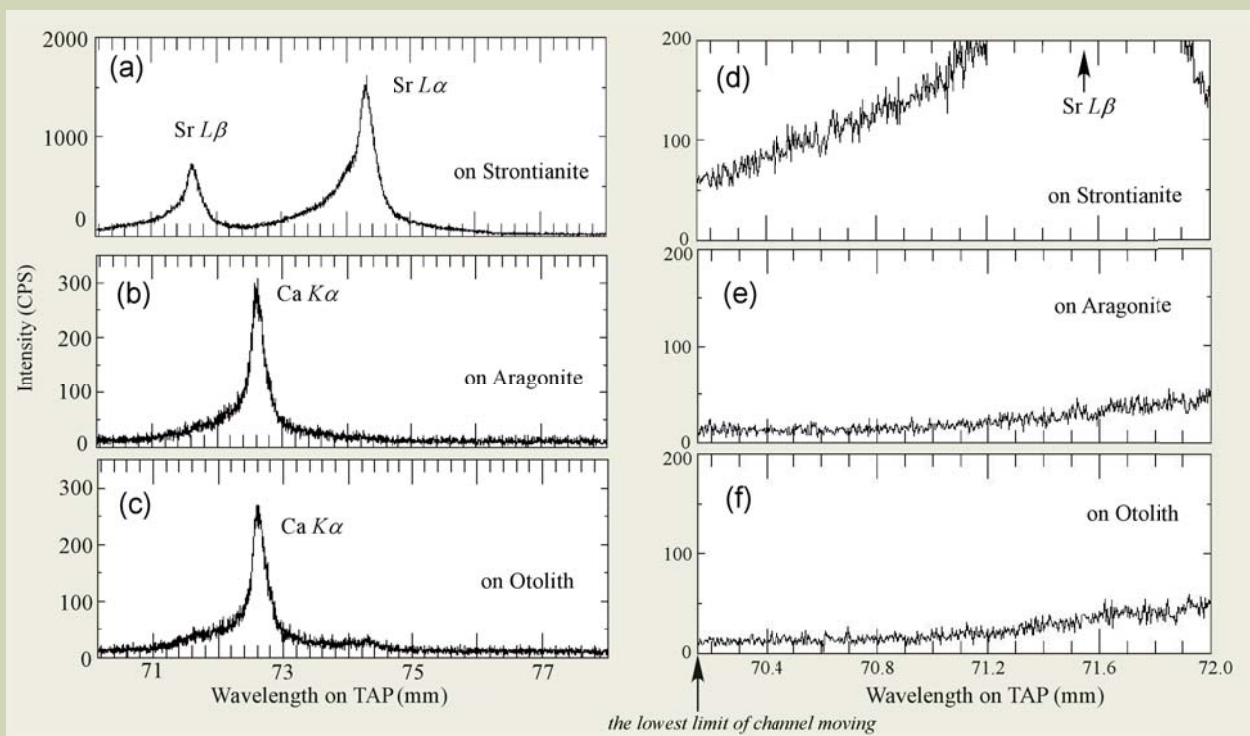 (a)
2000
1000
0
Sr Lα
Sr Lβ
on Strontianite
(b)
300
200
100
0
Ca Kα
on Aragonite
(c)
300
200
100
0
Ca Kα
on Otolith
71 73 75 77
Wavelength on TAP (mm)
Intensity (CPS)
(d)
200
100
0
Sr Lβ
on Strontianite
(e)
200
100
0
on Aragonite
(f)
200
100
0
on Otolith
70.4 70.8 71.2 71.6 72.0
Wavelength on TAP (mm)
the lowest limit of channel moving